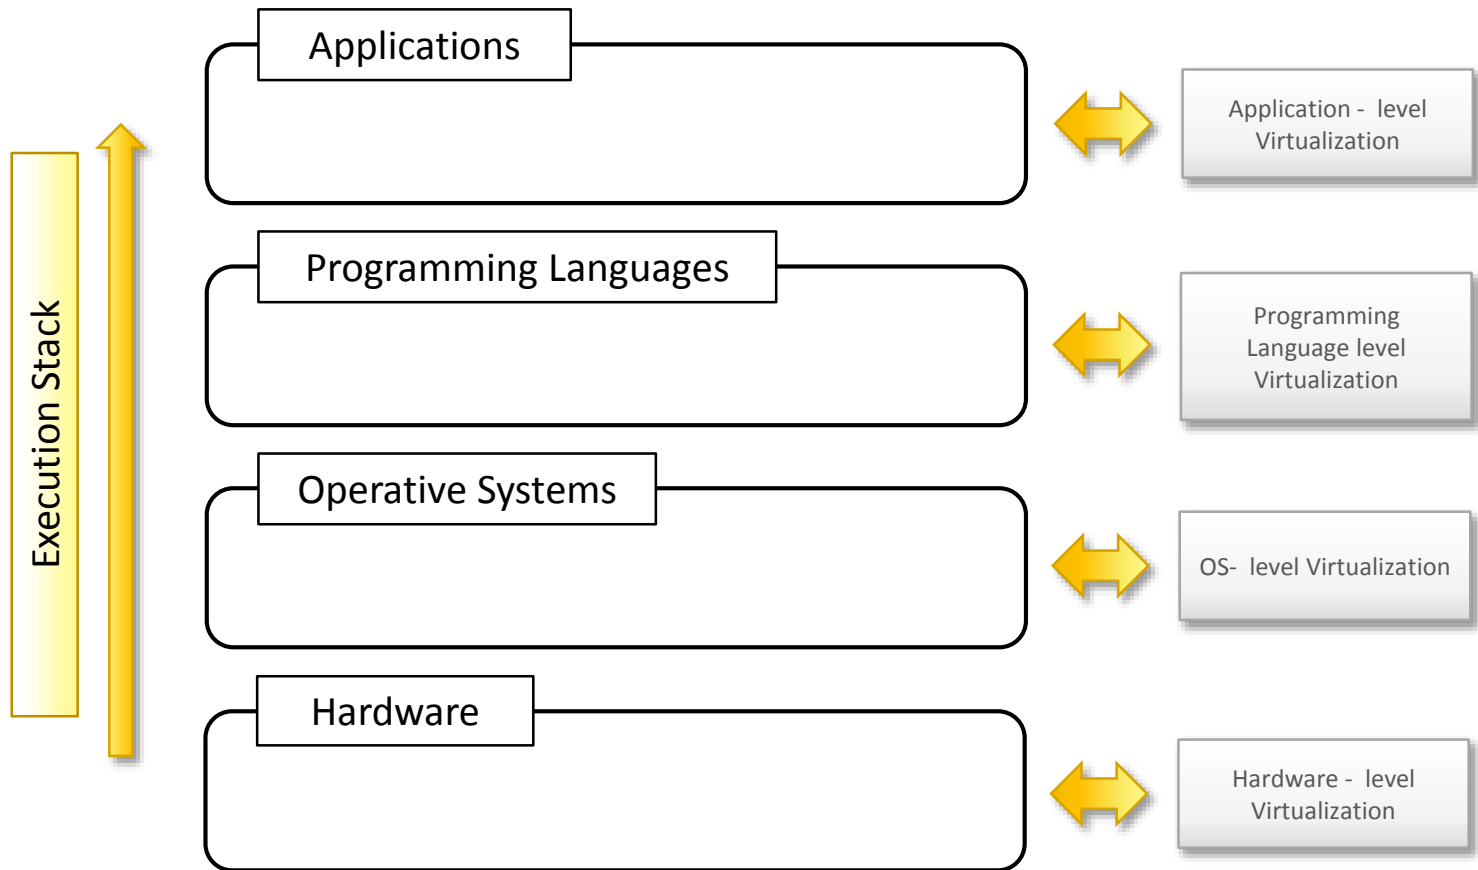 Applications
Application - level
Virtualization
Execution Stack
Programming Languages
Programming
Language level
Virtualization
Operative Systems
OS- level Virtualization
Hardware
Hardware - level
Virtualization